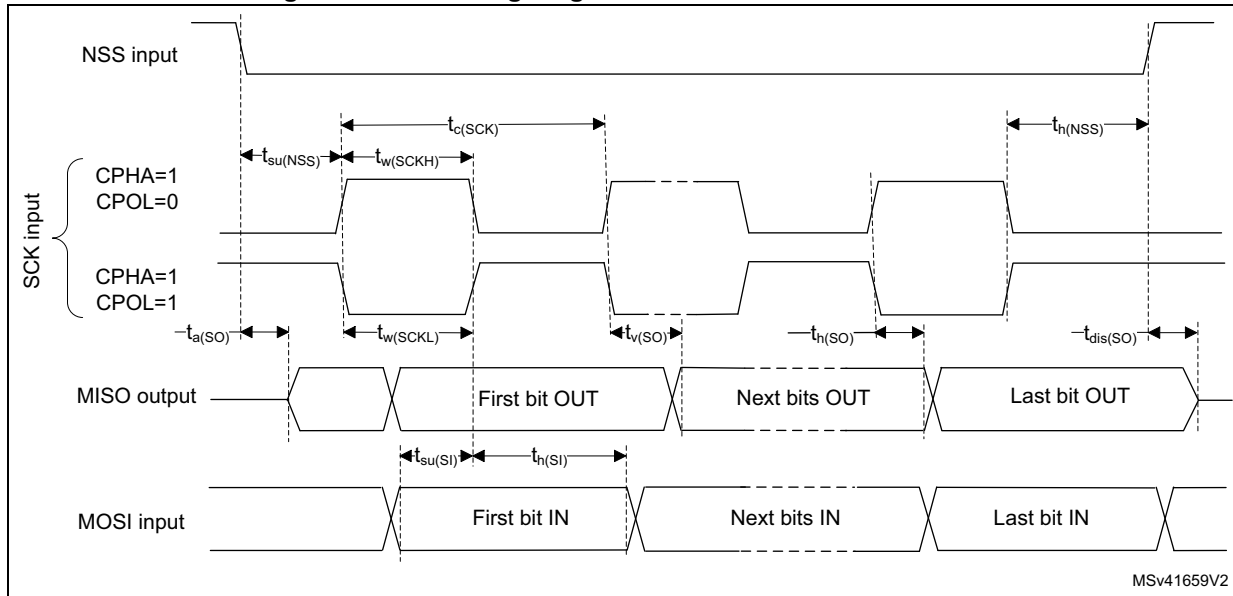 NSS input
tc(SCK)
th(NSS)
tsu(NSS)
tw(SCKH)
SCK input
CPHA=1
CPOL=0
CPHA=1
CPOL=1
ta(SO)
tw(SCKL)
tv(SO)
th(SO)
tdis(SO)
MISO output
First bit OUT
Next bits OUT
Last bit OUT
tsu(SI)
th(SI)
MOSI input
First bit IN
Next bits IN
Last bit IN
MSv41659V2